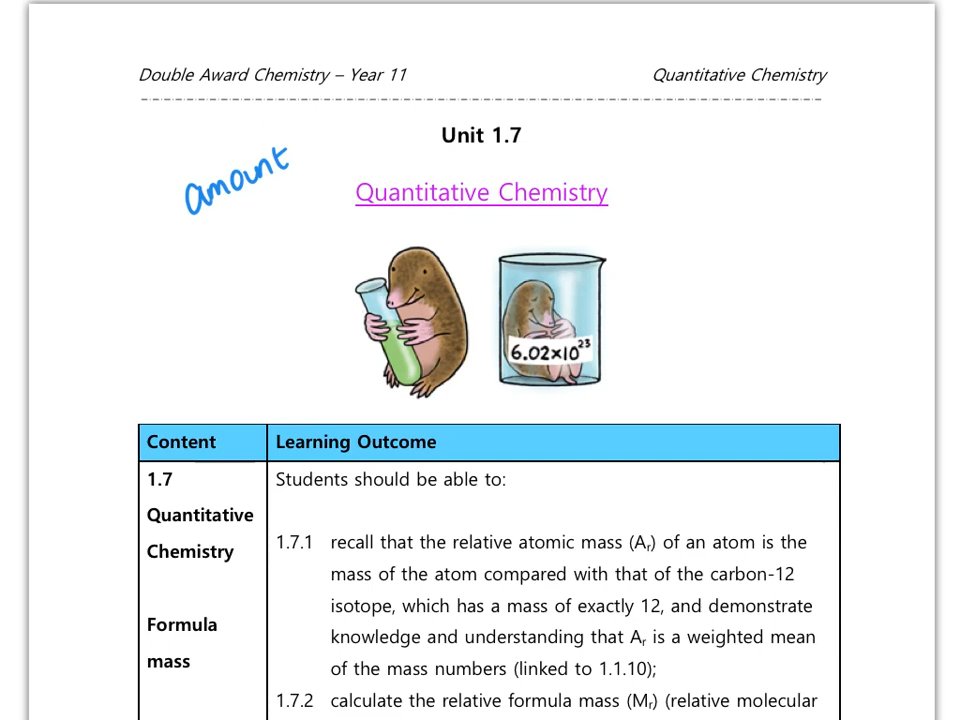 Double Award Chemistry – Year 11 Quantitative Chemistry
Unit 1.7
amount
Quantitative Chemistry
6.02×10²³
Content Learning Outcome
1.7 Students should be able to:
Quantitative
1.7.1 recall that the relative atomic mass (Aᵣ) of an atom is the
Chemistry
mass of the atom compared with that of the carbon-12
isotope, which has a mass of exactly 12, and demonstrate
Formula
knowledge and understanding that Aᵣ is a weighted mean
mass
of the mass numbers (linked to 1.1.10);
1.7.2 calculate the relative formula mass (Mᵣ) (relative molecular